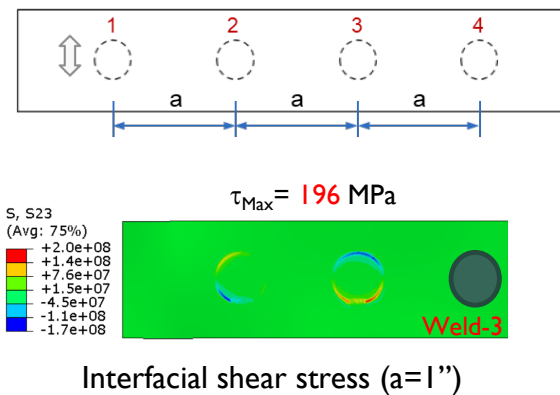 1 2 3 4
a a a
τMax= 196 MPa
S, S23
(Avg: 75%)
+2.0e+08
+1.4e+08
+7.6e+07
+1.5e+07
-4.5e+07
-1.1e+08
-1.7e+08
Weld-3
Interfacial shear stress (a=1”)